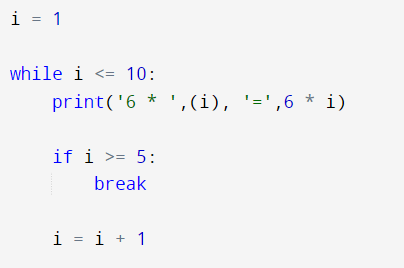 i = 1
while i <= 10:
    print('6 * ',(i), '=',6 * i)
    if i >= 5:
        break
    i = i + 1